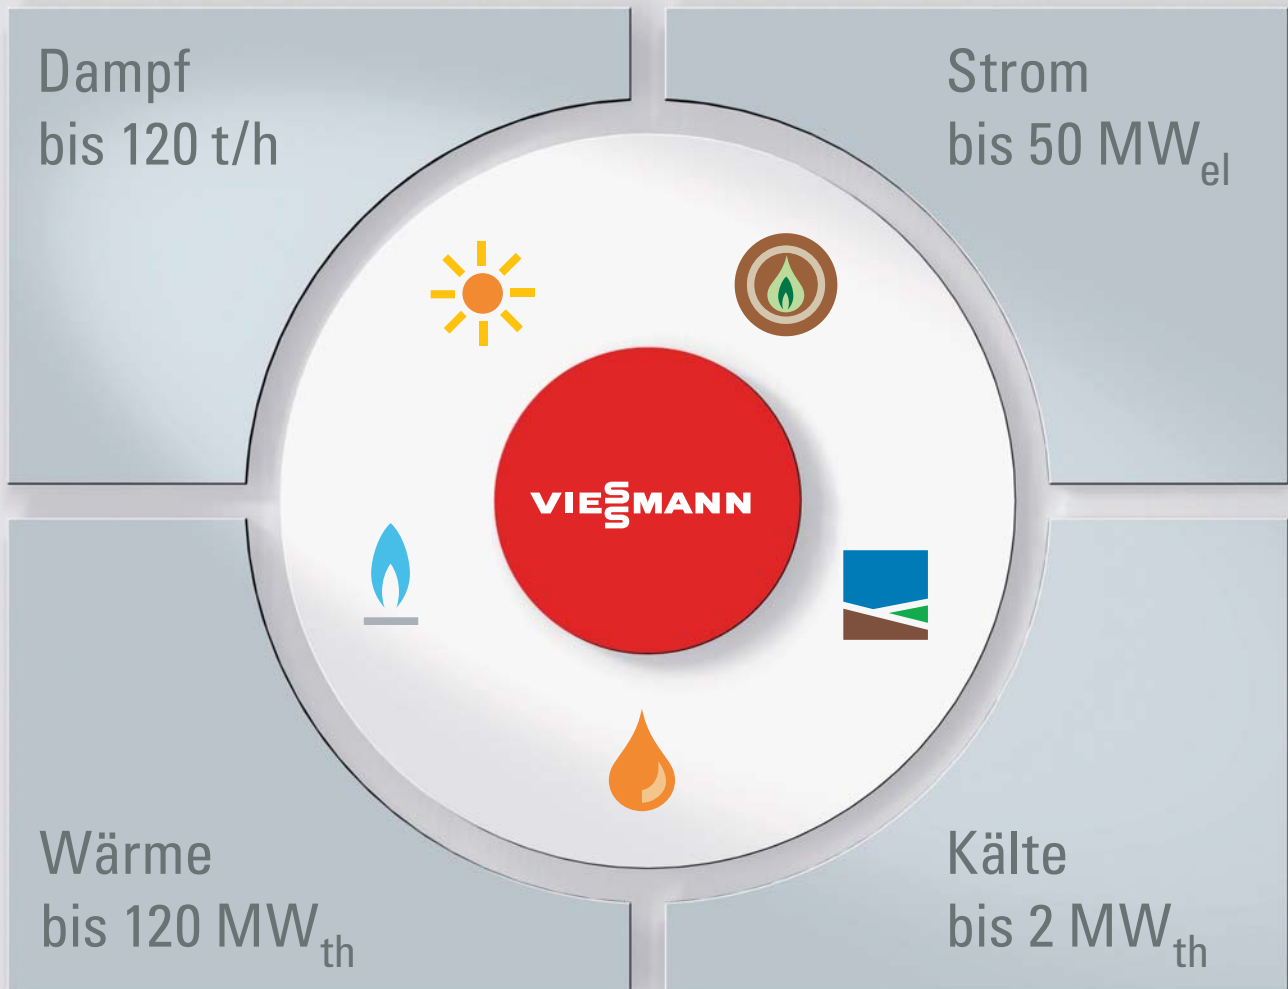 Dampf
bis 120 t/h
Strom
bis 50 MWel
VIESSMANN
Wärme
bis 120 MWth
Kälte
bis 2 MWth